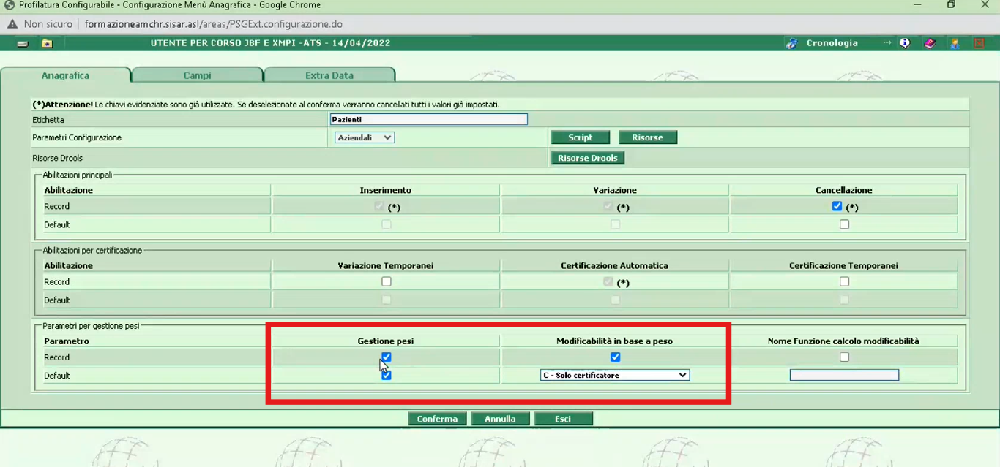 Profilatura Configurabile - Configurazione Menù Anagrafica - Google Chrome
Non sicuro | formazioneamchr.sisar.asl/areas/PSGExt.configurazione.do
UTENTE PER CORSO JBF E XMPI -ATS - 14/04/2022 Cronologia
Anagrafica Campi Extra Data
(*)Attenzione! Le chiavi evidenziate sono già utilizzate. Se deselezionate al conferma verranno cancellati tutti i valori già impostati.
Etichetta Pazienti
Parametri Configurazione Aziendali Script Risorse
Risorse Drools Risorse Drools
Abilitazioni principali
Abilitazione Inserimento Variazione Cancellazione
Record (*) (*) (*)
Default
Abilitazioni per certificazione
Abilitazione Variazione Temporanei Certificazione Automatica Certificazione Temporanei
Record (*)
Default
Parametri per gestione pesi
Parametro Gestione pesi Modificabilità in base a peso Nome Funzione calcolo modificabilità
Record
Default C - Solo certificatore
Conferma Annulla Esci